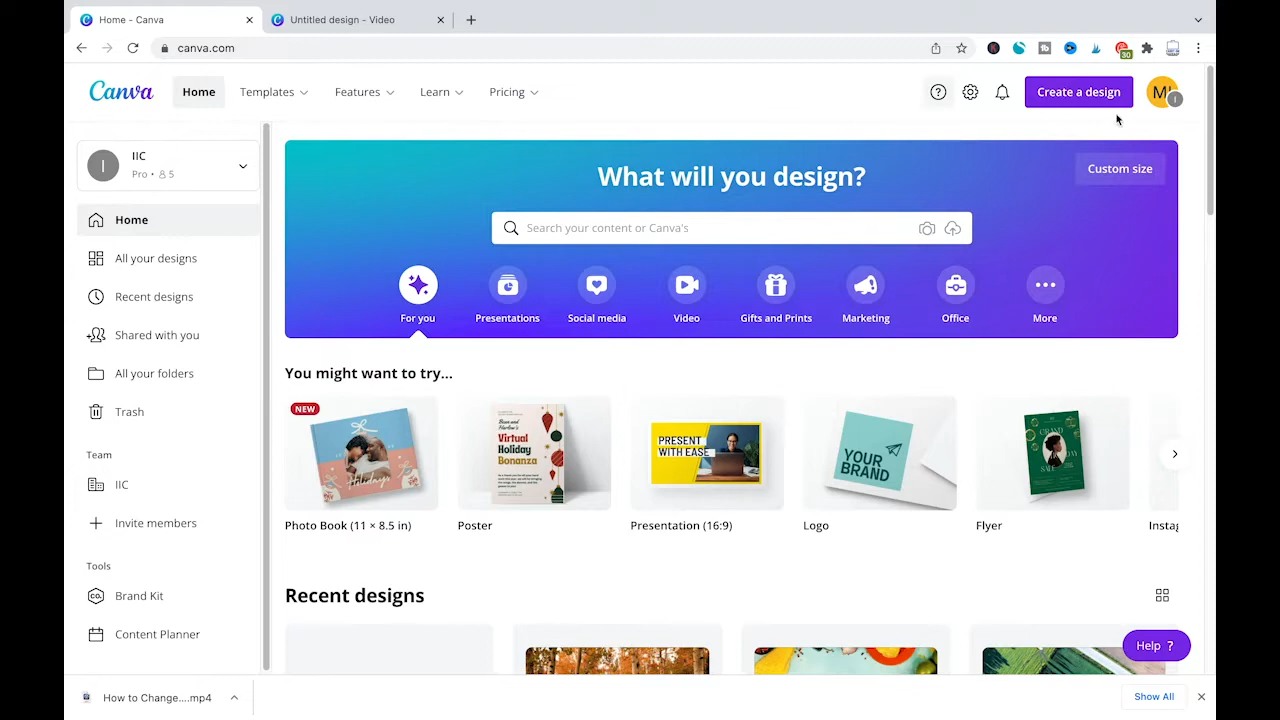 Home - Canva
Untitled design - Video
canva.com
30
Canva
Home
Templates
Features
Learn
Pricing
Create a design
I
I
IIC
Pro • 5
What will you design?
Custom size
Search your content or Canva's
For you
Presentations
Social media
Video
Gifts and Prints
Marketing
Office
More
Home
All your designs
Recent designs
Shared with you
All your folders
Trash
Team
IIC
Invite members
Tools
Brand Kit
CO.
Content Planner
You might want to try...
NEW
Holidays
Photo Book (11 × 8.5 in)
Virtual
Holiday
Bonanza
Poster
PRESENT
WITH EASE
Presentation (16:9)
YOUR
BRAND
Logo
GRAND
Flyer
Instag
Recent designs
Help ?
How to Change....mp4
Show All